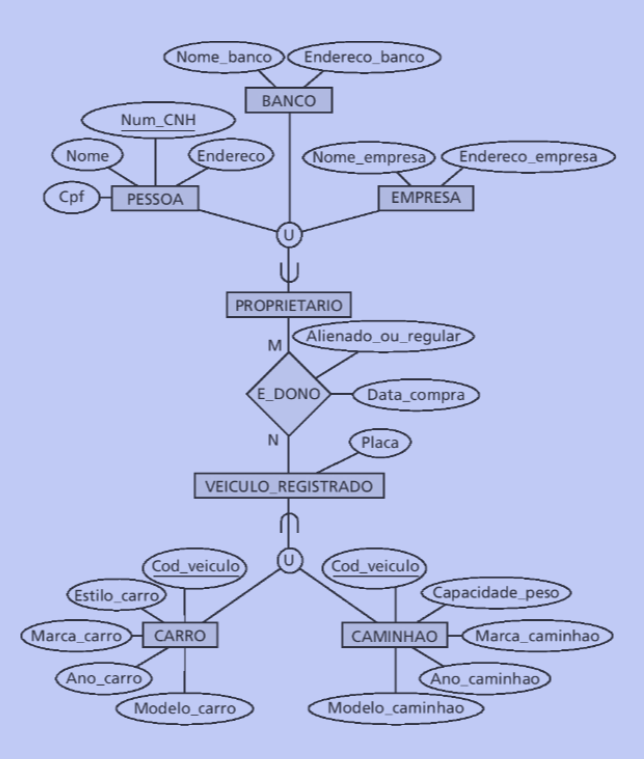 Nome_banco
Endereco_banco
BANCO
Num_CNH
Nome
Endereco
Nome_empresa
Endereco_empresa
Cpf
PESSOA
EMPRESA
U
PROPRIETARIO
Alienado_ou_regular
M
E_DONO
Data_compra
N
Placa
VEICULO_REGISTRADO
U
Cod_veiculo
Cod_veiculo
Estilo_carro
Capacidade_peso
Marca_carro
CARRO
CAMINHAO
Marca_caminhao
Ano_carro
Ano_caminhao
Modelo_carro
Modelo_caminhao